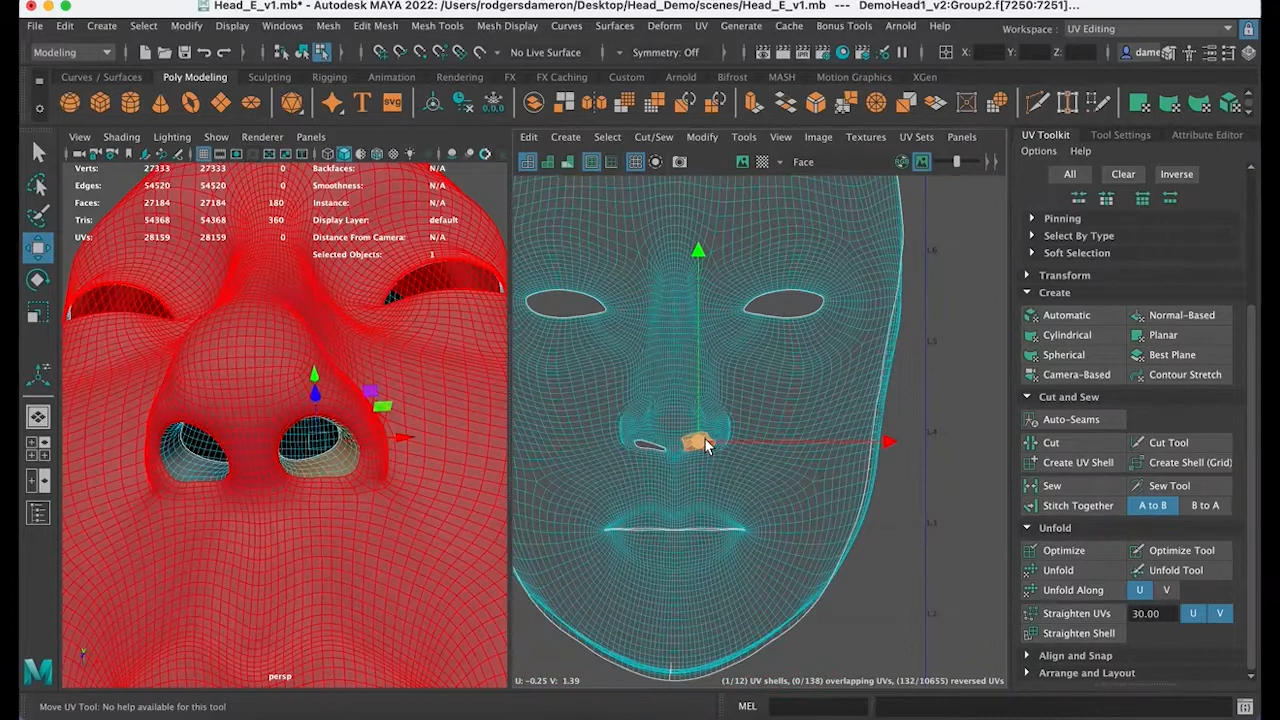 Head_E_v1.mb* - Autodesk MAYA 2022: /Users/rodgersdameron/Desktop/Head_Demo/scenes/Head_E_v1.mb --- DemoHead1_v2:Group2.f[7250:7251]...
File Edit Create Select Modify Display Windows Mesh Edit Mesh Mesh Tools Mesh Display Curves Surfaces Deform UV Generate Cache Bonus Tools Arnold Help Workspace : UV Editing
Modeling No Live Surface Symmetry: Off X: Y: Z: dame
Curves / Surfaces Poly Modeling Sculpting Rigging Animation Rendering FX FX Caching Custom Arnold Bifrost MASH Motion Graphics XGen
View Shading Lighting Show Renderer Panels
Verts: 27333 27333 0 Backfaces: N/A
Edges: 54520 54520 0 Smoothness: N/A
Faces: 27184 27184 180 Instance: N/A
Tris: 54368 54368 360 Display Layer: default
UVs: 28159 28159 0 Distance From Camera: N/A
Selected Objects: 1
persp
Edit Create Select Cut/Sew Modify Tools View Image Textures UV Sets Panels
Face
1.6
1.5
1.4
1.3
1.2
U: -0.25 V: 1.39 (1/12) UV shells, (0/138) overlapping UVs, (132/10655) reversed UVs
UV Toolkit Tool Settings Attribute Editor
Options Help
All Clear Inverse
Pinning
Select By Type
Soft Selection
Transform
Create
Automatic Normal-Based
Cylindrical Planar
Spherical Best Plane
Camera-Based Contour Stretch
Cut and Sew
Auto-Seams
Cut Cut Tool
Create UV Shell Create Shell (Grid)
Sew Sew Tool
Stitch Together A to B B to A
Unfold
Optimize Optimize Tool
Unfold Unfold Tool
Unfold Along U V
Straighten UVs 30.00 U V
Straighten Shell
Align and Snap
Arrange and Layout
Move UV Tool: No help available for this tool MEL